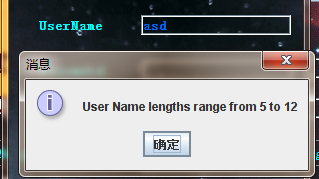 UserName asd
消息
User Name lengths range from 5 to 12
确定